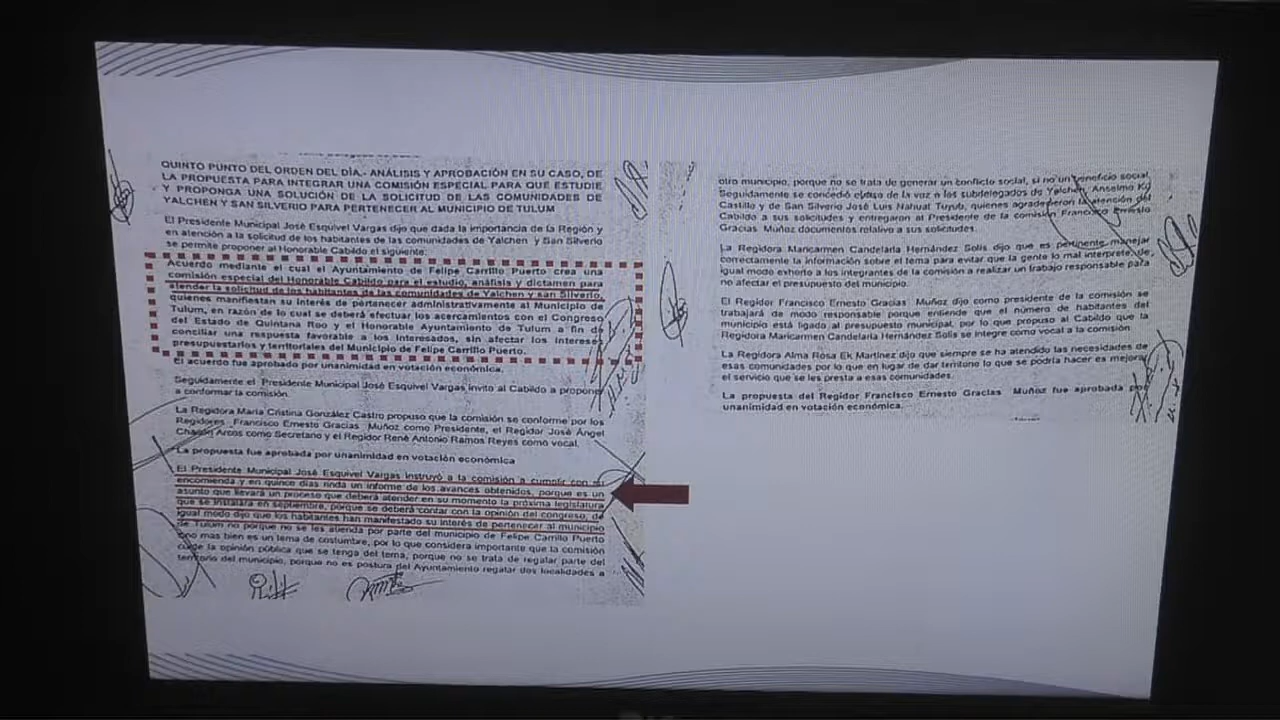 QUINTO PUNTO DEL ORDEN DEL DÍA.- ANÁLISIS Y APROBACIÓN EN SU CASO, DE
LA PROPUESTA PARA INTEGRAR UNA COMISIÓN ESPECIAL PARA QUE ESTUDIE
Y PROPONGA UNA SOLUCIÓN DE LA SOLICITUD DE LAS COMUNIDADES DE
YALCHEN Y SAN SILVERIO PARA PERTENECER AL MUNICIPIO DE TULUM
El Presidente Municipal José Esquivel Vargas dijo que dada la importancia de la Región y
en atención a la solicitud de los habitantes de las comunidades de Yalchen y San Silverio
se permite proponer al Honorable Cabildo el siguiente:
Acuerdo mediante el cual el Ayuntamiento de Felipe Carrillo Puerto crea una
comisión especial del Honorable Cabildo para el estudio, análisis y dictamen para
atender la solicitud de los habitantes de las comunidades de Yalchen y san Silverio,
quienes manifiestan su interés de pertenecer administrativamente al Municipio de
Tulum, en razón de lo cual se deberá efectuar los acercamientos con el Congreso
del Estado de Quintana Roo y el Honorable Ayuntamiento de Tulum a fin de
conciliar una respuesta favorable a los interesados, sin afectar los intereses
presupuestarios y territoriales del Municipio de Felipe Carrillo Puerto.
El acuerdo fue aprobado por unanimidad en votación económica.
Seguidamente el Presidente Municipal José Esquivel Vargas invito al Cabildo a propone
a conformar la comisión.
La Regidora María Cristina González Castro propuso que la comisión se conforme por los
Regidores Francisco Ernesto Gracias Muñoz como Presidente, el Regidor José Ángel
Chacón Arcos como Secretario y el Regidor René Antonio Ramos Reyes como vocal.
La propuesta fue aprobada por unanimidad en votación económica
El Presidente Municipal José Esquivel Vargas instruyó a la comisión a cumplir con
encomienda y en quince días rinda un informe de los avances obtenidos, porque es un
asunto que llevará un proceso que deberá atender en su momento la próxima legislatura
que se instalara en septiembre, porque se deberá contar con la opinión del congreso, de
igual modo dijo que los habitantes han manifestado su interés de pertenecer al municipio
de Tulum no porque no se les atienda por parte del municipio de Felipe Carrillo Puerto
sino mas bien es un tema de costumbre, por lo que considera importante que la comisión
cuide la opinión pública que se tenga del tema, porque no se trata de regalar parte del
territorio del municipio, porque no es postura del Ayuntamiento regalar dos localidades a
otro municipio, porque no se trata de generar un conflicto social, si no un beneficio social.
Seguidamente se concedió el uso de la voz a los subdelegados de Yalchen, Anselmo Ku
Castillo y de San Silverio José Luis Nahuat Tuyub, quienes agradecieron la atención del
Cabildo a sus solicitudes y entregaron al Presidente de la comisión Francisco Ernesto
Gracias Muñoz documentos relativo a sus solicitudes.
La Regidora Maricarmen Candelaria Hernández Solís dijo que es pertinente manejar
correctamente la información sobre el tema para evitar que la gente lo mal interprete, de
igual modo exhorto a los integrantes de la comisión a realizar un trabajo responsable para
no afectar el presupuesto del municipio.
El Regidor Francisco Ernesto Gracias Muñoz dijo como presidente de la comisión se
trabajará de modo responsable porque entiende que el número de habitantes del
municipio está ligado al presupuesto municipal, por lo que propuso al Cabildo que la
Regidora Maricarmen Candelaria Hernández Solís se integre como vocal a la comisión.
La Regidora Alma Rosa Ek Martínez dijo que siempre se ha atendido las necesidades de
esas comunidades por lo que en lugar de dar territorio lo que se podría hacer es mejorar
el servicio que se les presta a esas comunidades.
La propuesta del Regidor Francisco Ernesto Gracias Muñoz fue aprobada por
unanimidad en votación económica.